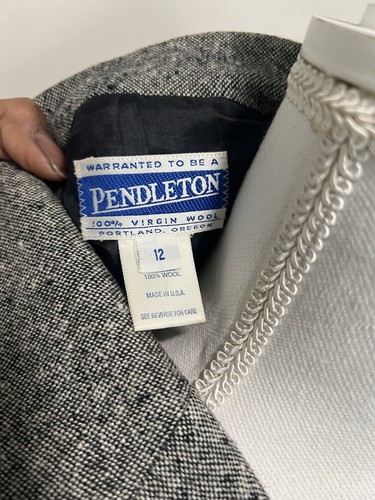 WARRANTED TO BE A
PENDLETON
100% VIRGIN WOOL
PORTLAND, OREGON
12
100% WOOL
MADE IN U.S.A.
SEE REVERSE FOR CARE